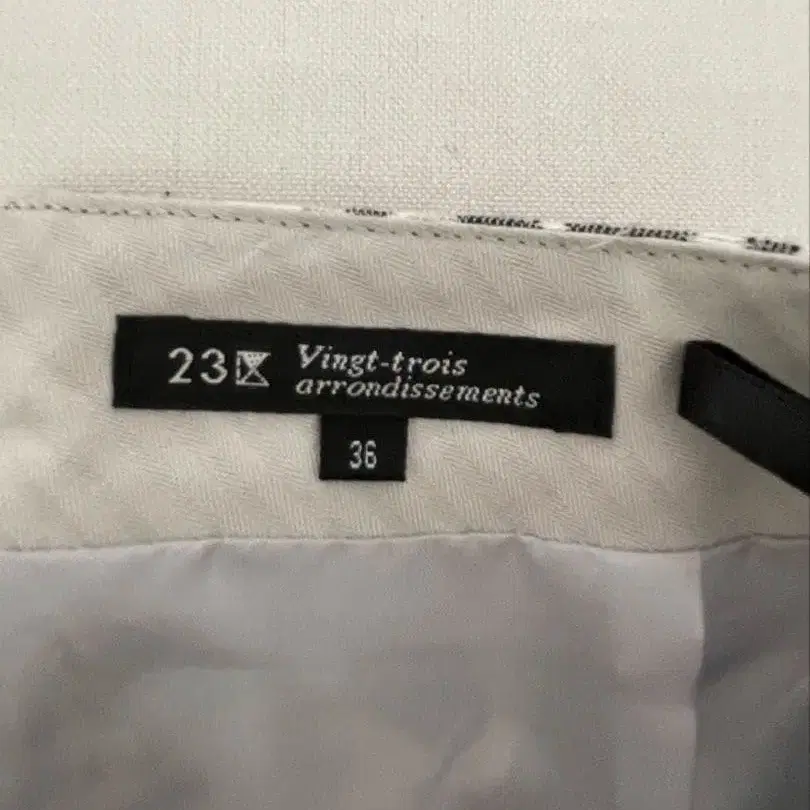 23 Vingt-trois
arrondissements
36